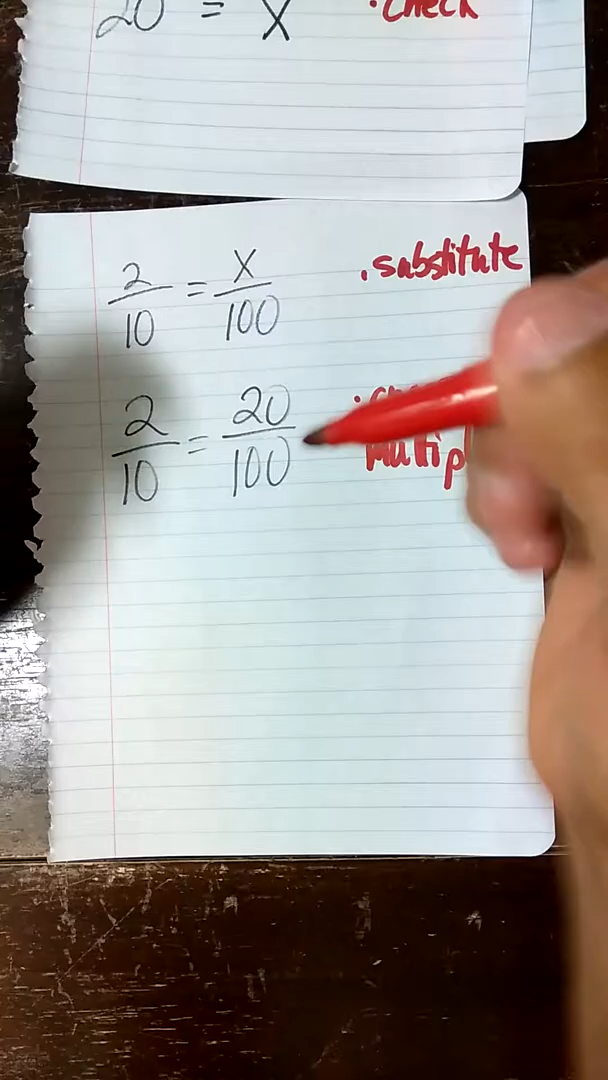 20 = X
·check
2/10 = X/100
·substitute
2/10 = 20/100